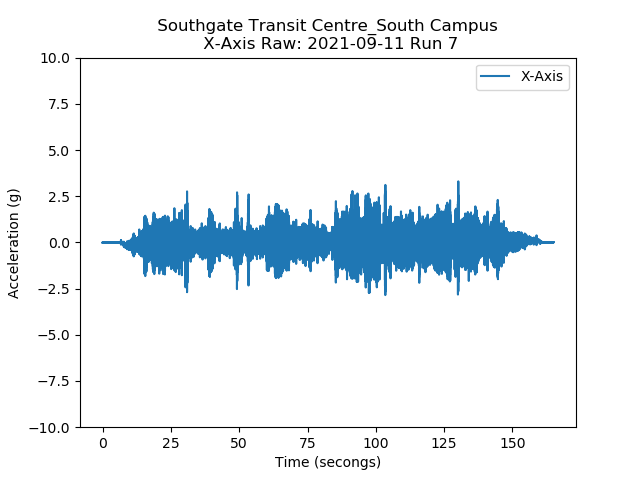 Southgate Transit Centre_South Campus
X-Axis Raw: 2021-09-11 Run 7
X-Axis
10.0
7.5
5.0
2.5
0.0
−2.5
−5.0
−7.5
−10.0
Acceleration (g)
0 25 50 75 100 125 150
Time (secongs)